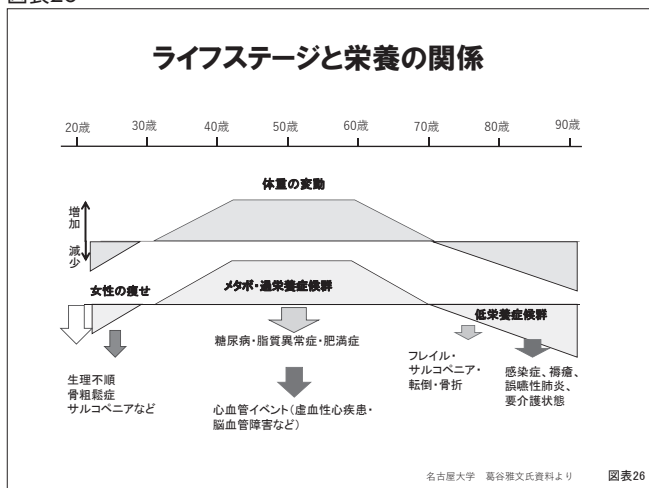 ライフステージと栄養の関係
20歳 30歳 40歳 50歳 60歳 70歳 80歳 90歳
体重の変動
増加
減少
女性の痩せ
メタボ・過栄養症候群
低栄養症候群
糖尿病・脂質異常症・肥満症
フレイル・
サルコペニア・
転倒・骨折
感染症、褥瘡、
誤嚥性肺炎、
要介護状態
生理不順
骨粗鬆症
サルコペニアなど
心血管イベント(虚血性心疾患・
脳血管障害など)
名古屋大学 葛谷雅文氏資料より
図表26